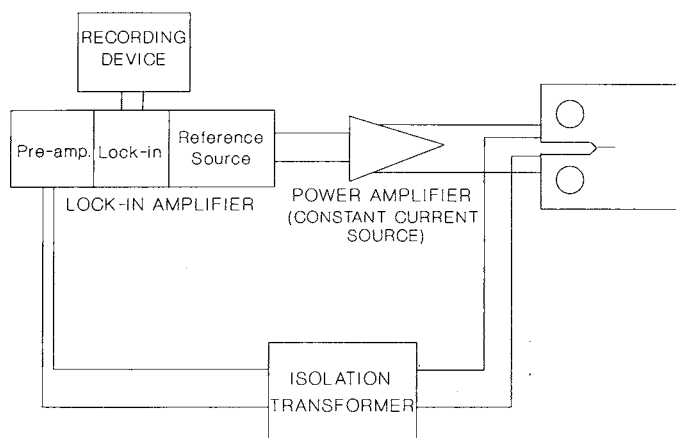 RECORDING
DEVICE
Pre-amp.
Lock-in
Reference
Source
LOCK-IN AMPLIFIER
POWER AMPLIFIER
(CONSTANT CURRENT
SOURCE)
ISOLATION
TRANSFORMER